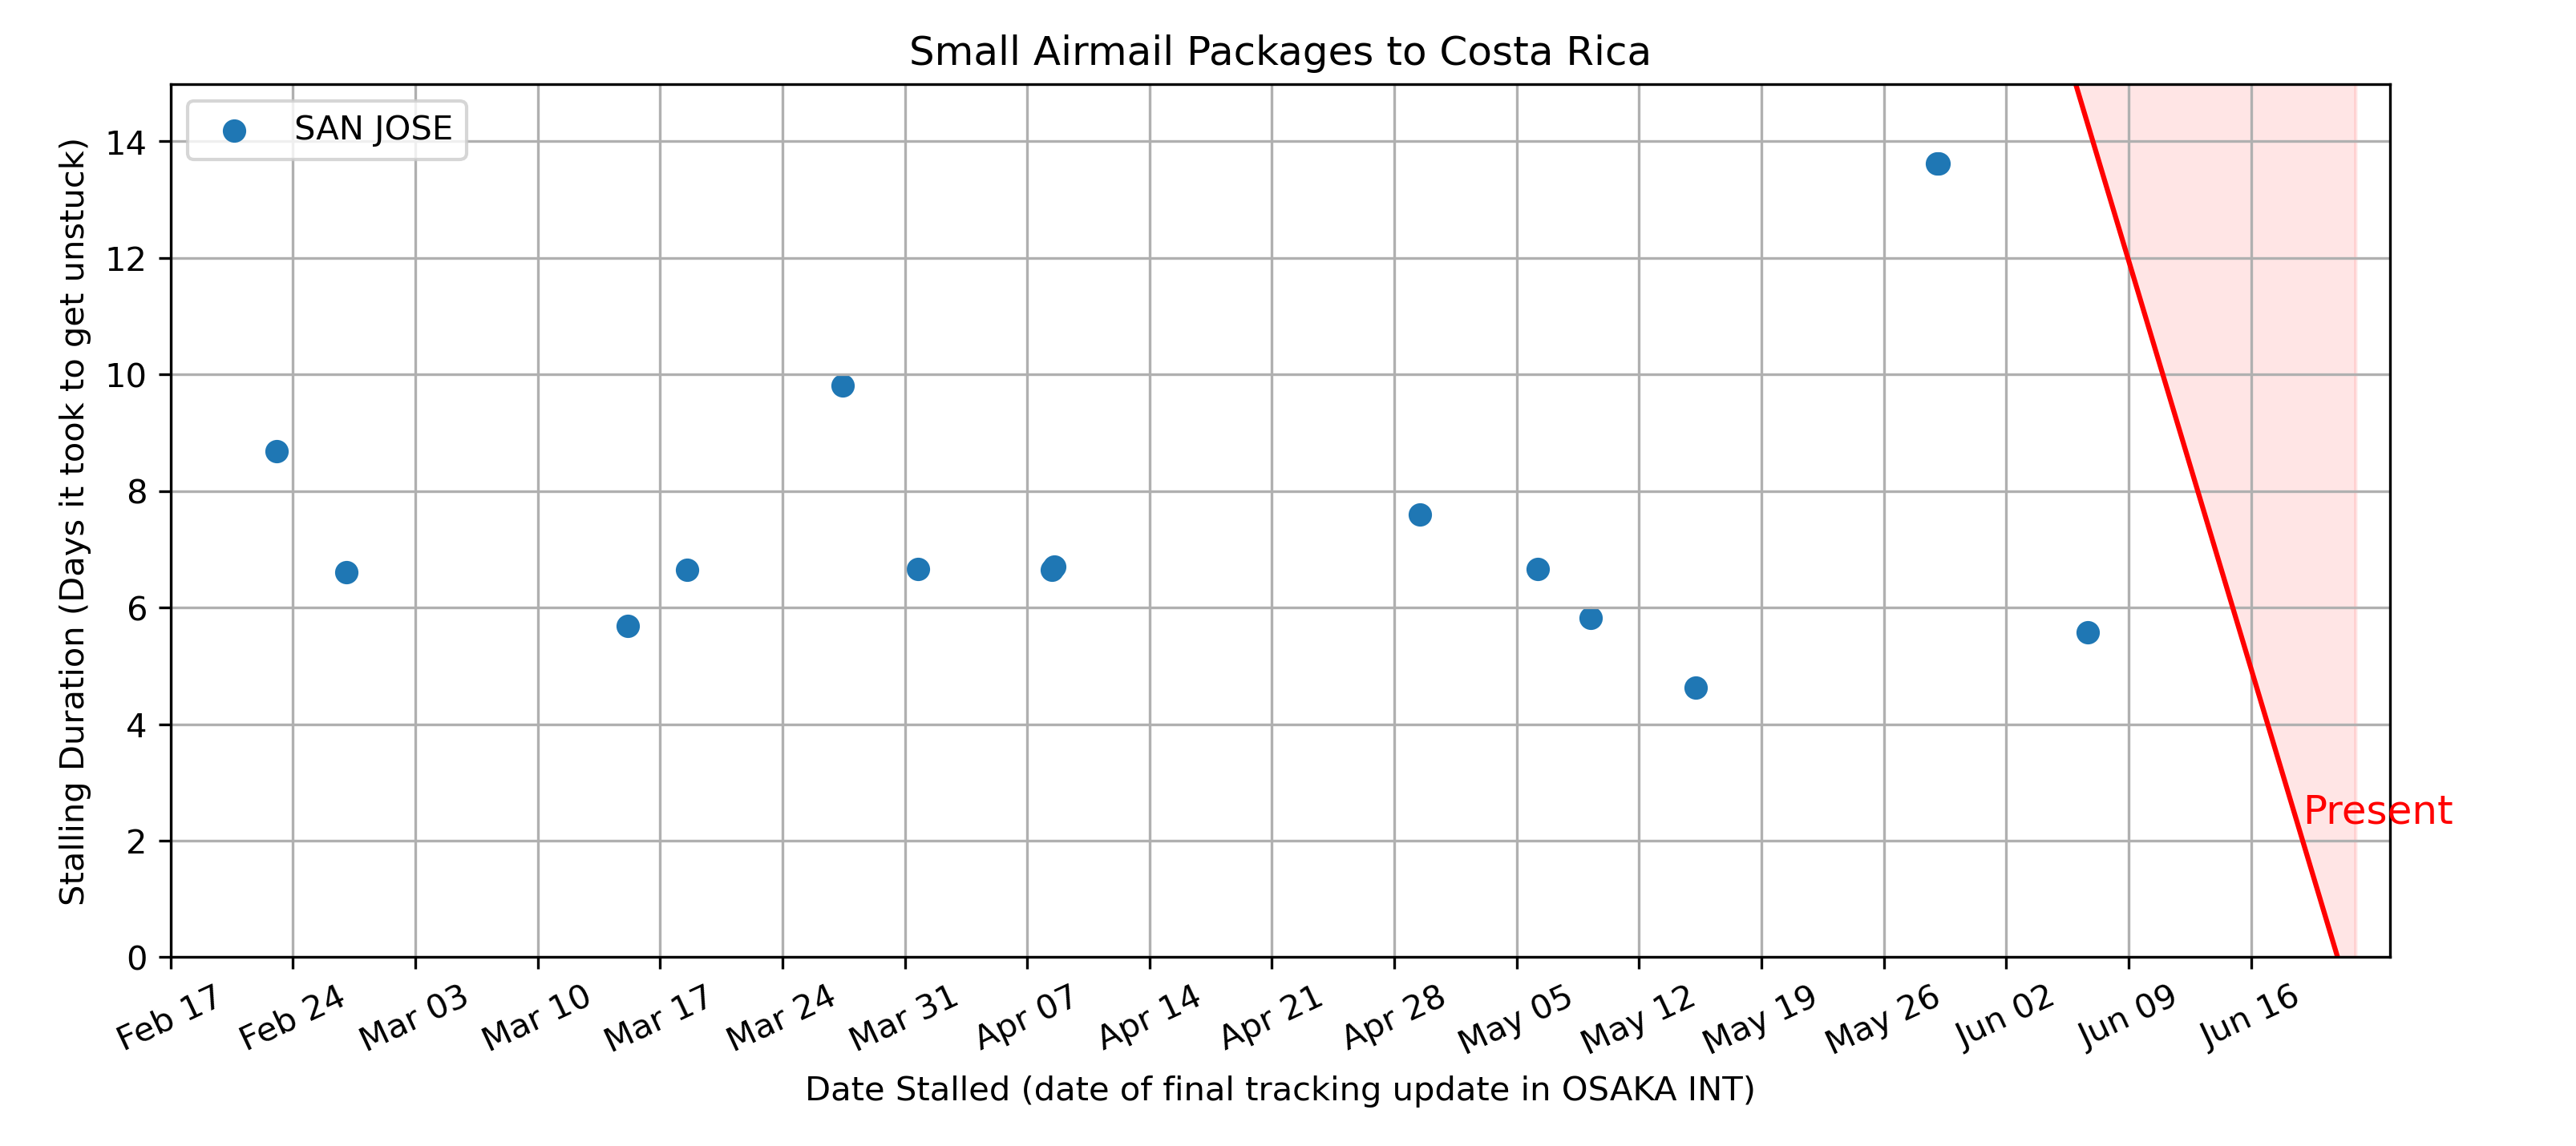 Small Airmail Packages to Costa Rica
SAN JOSE
Stalling Duration (Days it took to get unstuck)
14
12
10
8
6
4
2
0
Present
Feb 17
Feb 24
Mar 03
Mar 10
Mar 17
Mar 24
Mar 31
Apr 07
Apr 14
Apr 21
Apr 28
May 05
May 12
May 19
May 26
Jun 02
Jun 09
Jun 16
Date Stalled (date of final tracking update in OSAKA INT)